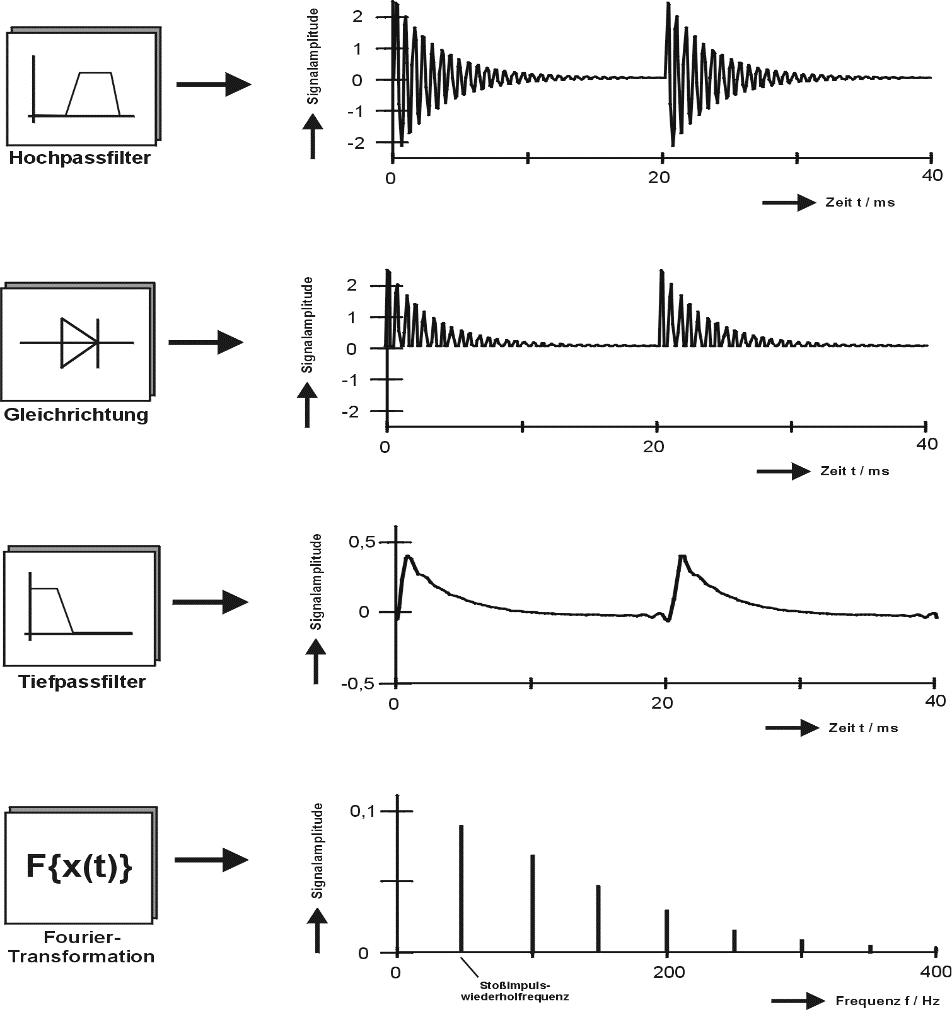 Hochpassfilter
Signalamplitude
2
1
0
-1
-2
0
20
40
Zeit t / ms
Gleichrichtung
Signalamplitude
2
1
0
-1
-2
0
20
40
Zeit t / ms
Tiefpassfilter
Signalamplitude
0,5
0
-0,5
0
20
40
Zeit t / ms
F{x(t)}
Fourier-
Transformation
Signalamplitude
0,1
0
0
200
400
Stoßimpuls-
wiederholfrequenz
Frequenz f / Hz